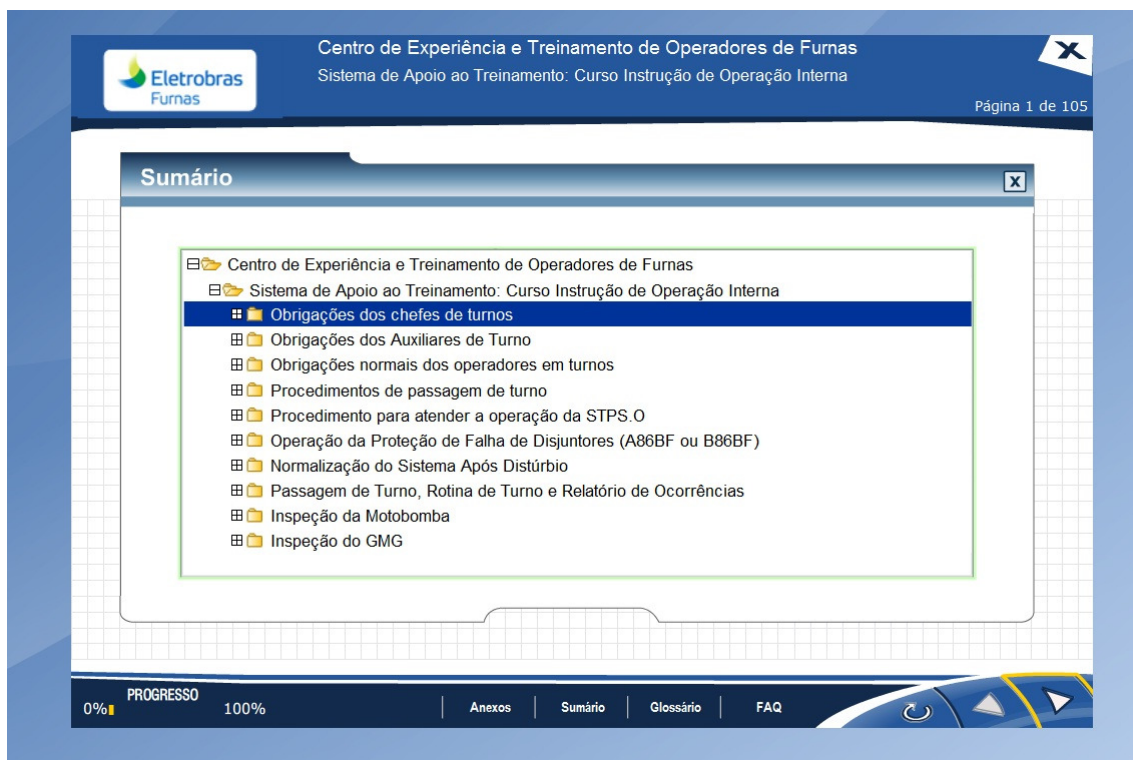 Centro de Experiência e Treinamento de Operadores de Furnas
Eletrobras
Furnas
Sistema de Apoio ao Treinamento: Curso Instrução de Operação Interna
X
Página 1 de 105
Sumário
x
Centro de Experiência e Treinamento de Operadores de Furnas
Sistema de Apoio ao Treinamento: Curso Instrução de Operação Interna
Obrigações dos chefes de turnos
Obrigações dos Auxiliares de Turno
Obrigações normais dos operadores em turnos
Procedimentos de passagem de turno
Procedimento para atender a operação da STPS.O
Operação da Proteção de Falha de Disjuntores (A86BF ou B86BF)
Normalização do Sistema Após Distúrbio
Passagem de Turno, Rotina de Turno e Relatório de Ocorrências
Inspeção da Motobomba
Inspeção do GMG
PROGRESSO
0% 100%
Anexos Sumário Glossário FAQ